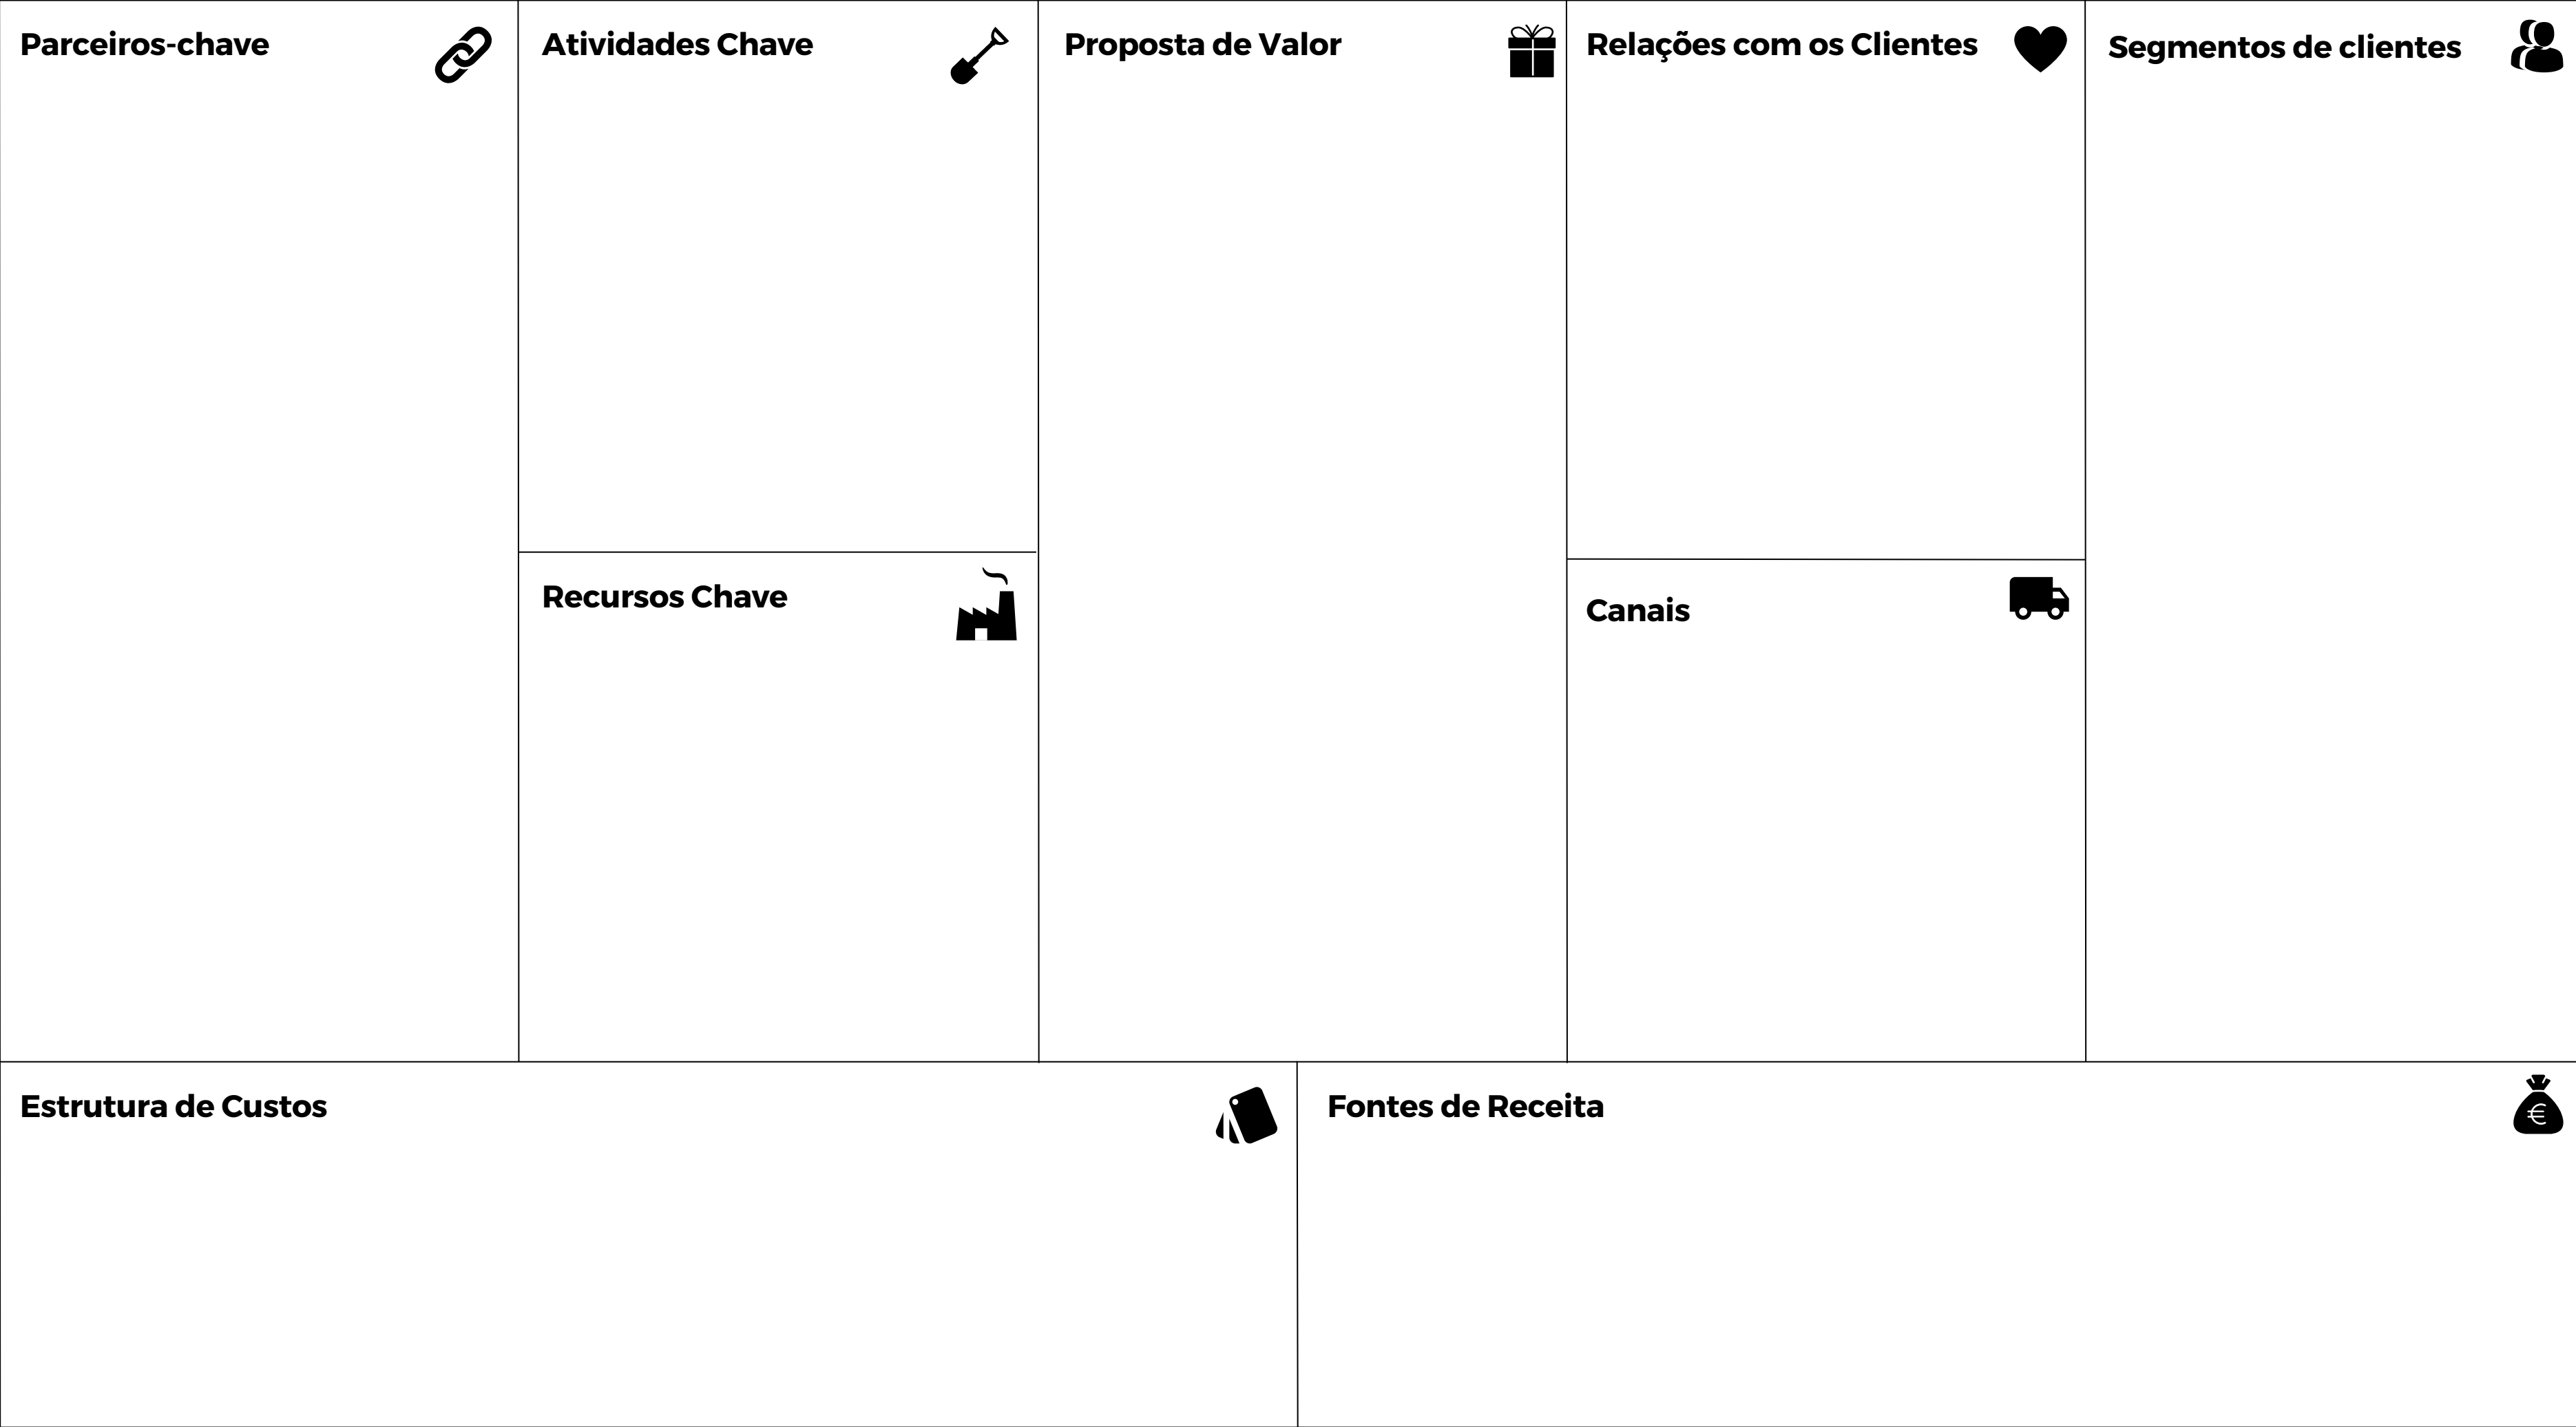 Parceiros-chave
Atividades Chave
Proposta de Valor
Relações com os Clientes
Segmentos de clientes
Recursos Chave
Canais
Estrutura de Custos
Fontes de Receita
€